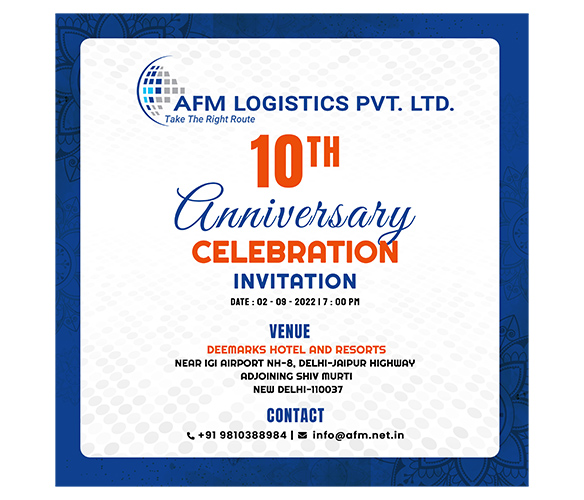 AFM LOGISTICS PVT. LTD.
Take The Right Route
10TH
Anniversary
CELEBRATION
INVITATION
DATE : 02 - 09 - 2022 | 7 : 00 PM
VENUE
DEEMARKS HOTEL AND RESORTS
NEAR IGI AIRPORT NH-8, DELHI-JAIPUR HIGHWAY
ADJOINING SHIV MURTI
NEW DELHI-110037
CONTACT
+91 9810388984 | info@afm.net.in